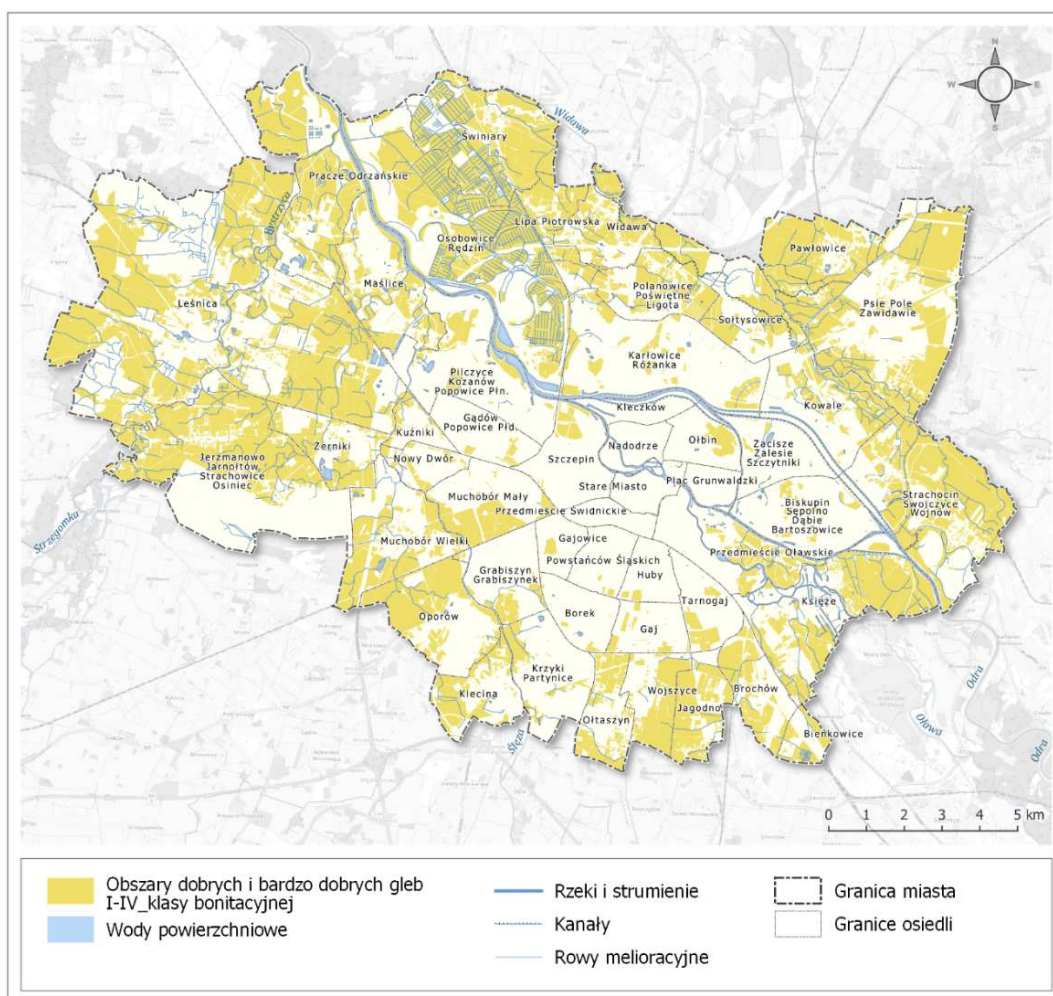 N
W
E
S
Widawa
Świniary
Pracze Odrzańskie
Bystrzyca
Lipa Piotrowska
Widawa
Osobowice
Rędzin
Pawłowice
Polanowice
Poświętne
Ligota
Psie Pole
Zawidawie
Maślice
Leśnica
Sołtysowice
Karłowice
Różanka
Pilczyce
Kozanów
Popowice Płn.
Kleczków
Kowale
Gądów
Popowice Płd.
Kuźniki
Żerniki
Nadodrze
Ołbin
Zacisze
Zalesie
Szczytniki
Jerzmanowo
Jarnołtów
Strachowice
Osiniec
Nowy Dwór
Szczepin
Stare Miasto
Plac Grunwaldzki
Muchobór Mały
Przedmieście Świdnickie
Biskupin
Sępolno
Dąbie
Bartoszowice
Strachocin
Swojczyce
Wojnów
Strzegomka
Muchobór Wielki
Gajowice
Przedmieście Oławskie
Powstańców Śląskich
Grabiszyn
Grabiszynek
Huby
Tarnogaj
Księże
Oporów
Borek
Gaj
Krzyki
Partynice
Klecina
Wojszyce
Brochów
Jagodno
Ołtaszyn
Bieńkowice
Ślęza
Odra
Oława
Odra
0 1 2 3 4 5 km
Obszary dobrych i bardzo dobrych gleb
I-IV_klasy bonitacyjnej
Wody powierzchniowe
Rzeki i strumienie
Kanały
Rowy melioracyjne
Granica miasta
Granice osiedli